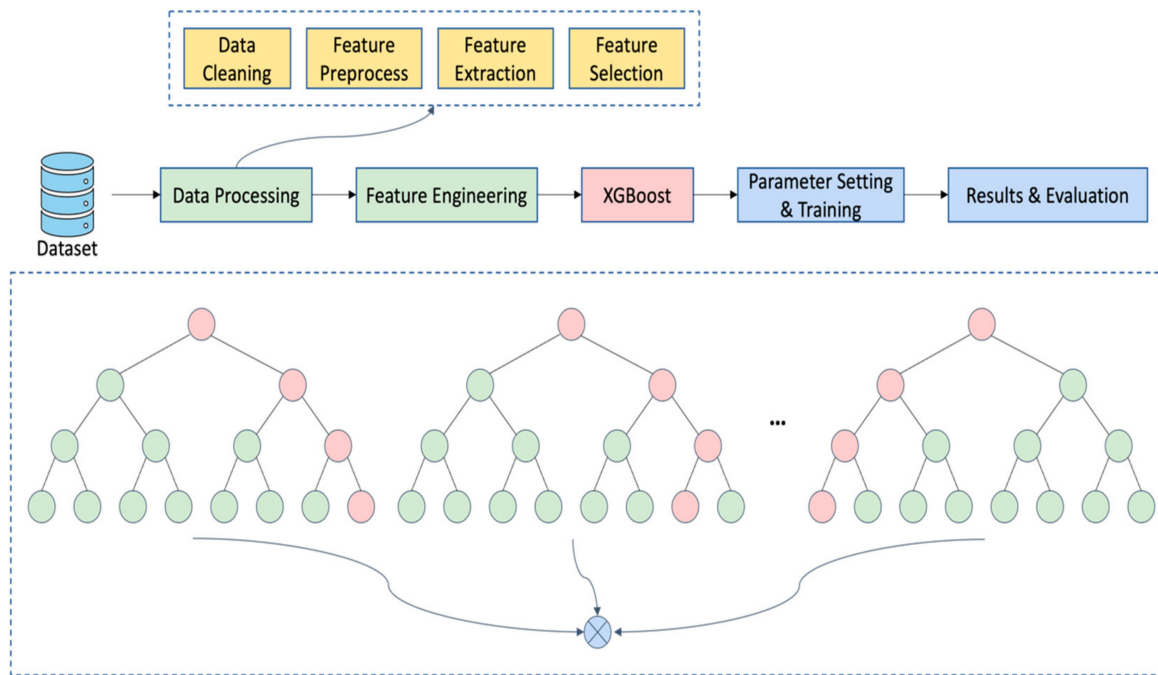 Data
Cleaning
Feature
Preprocess
Feature
Extraction
Feature
Selection
Dataset
Data Processing
Feature Engineering
XGBoost
Parameter Setting
& Training
Results & Evaluation
...